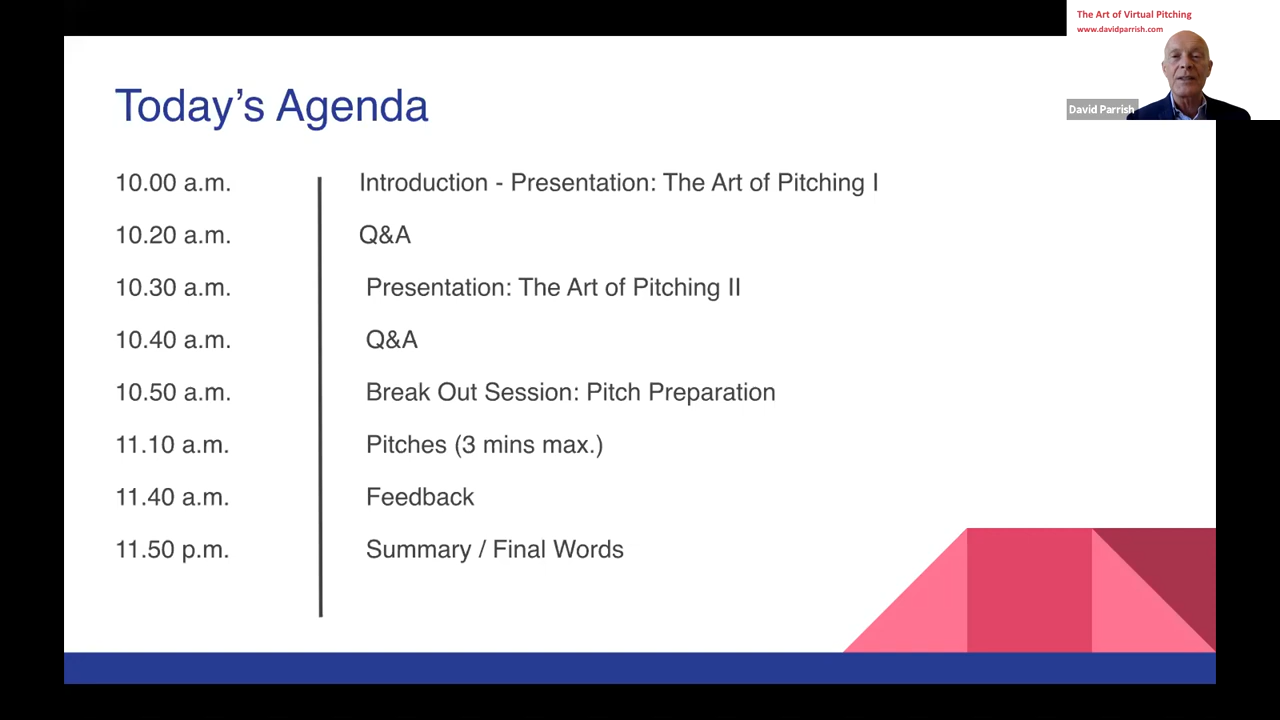 The Art of Virtual Pitching
www.davidparrish.com
David Parrish
Today’s Agenda
10.00 a.m. Introduction - Presentation: The Art of Pitching I
10.20 a.m. Q&A
10.30 a.m. Presentation: The Art of Pitching II
10.40 a.m. Q&A
10.50 a.m. Break Out Session: Pitch Preparation
11.10 a.m. Pitches (3 mins max.)
11.40 a.m. Feedback
11.50 p.m. Summary / Final Words